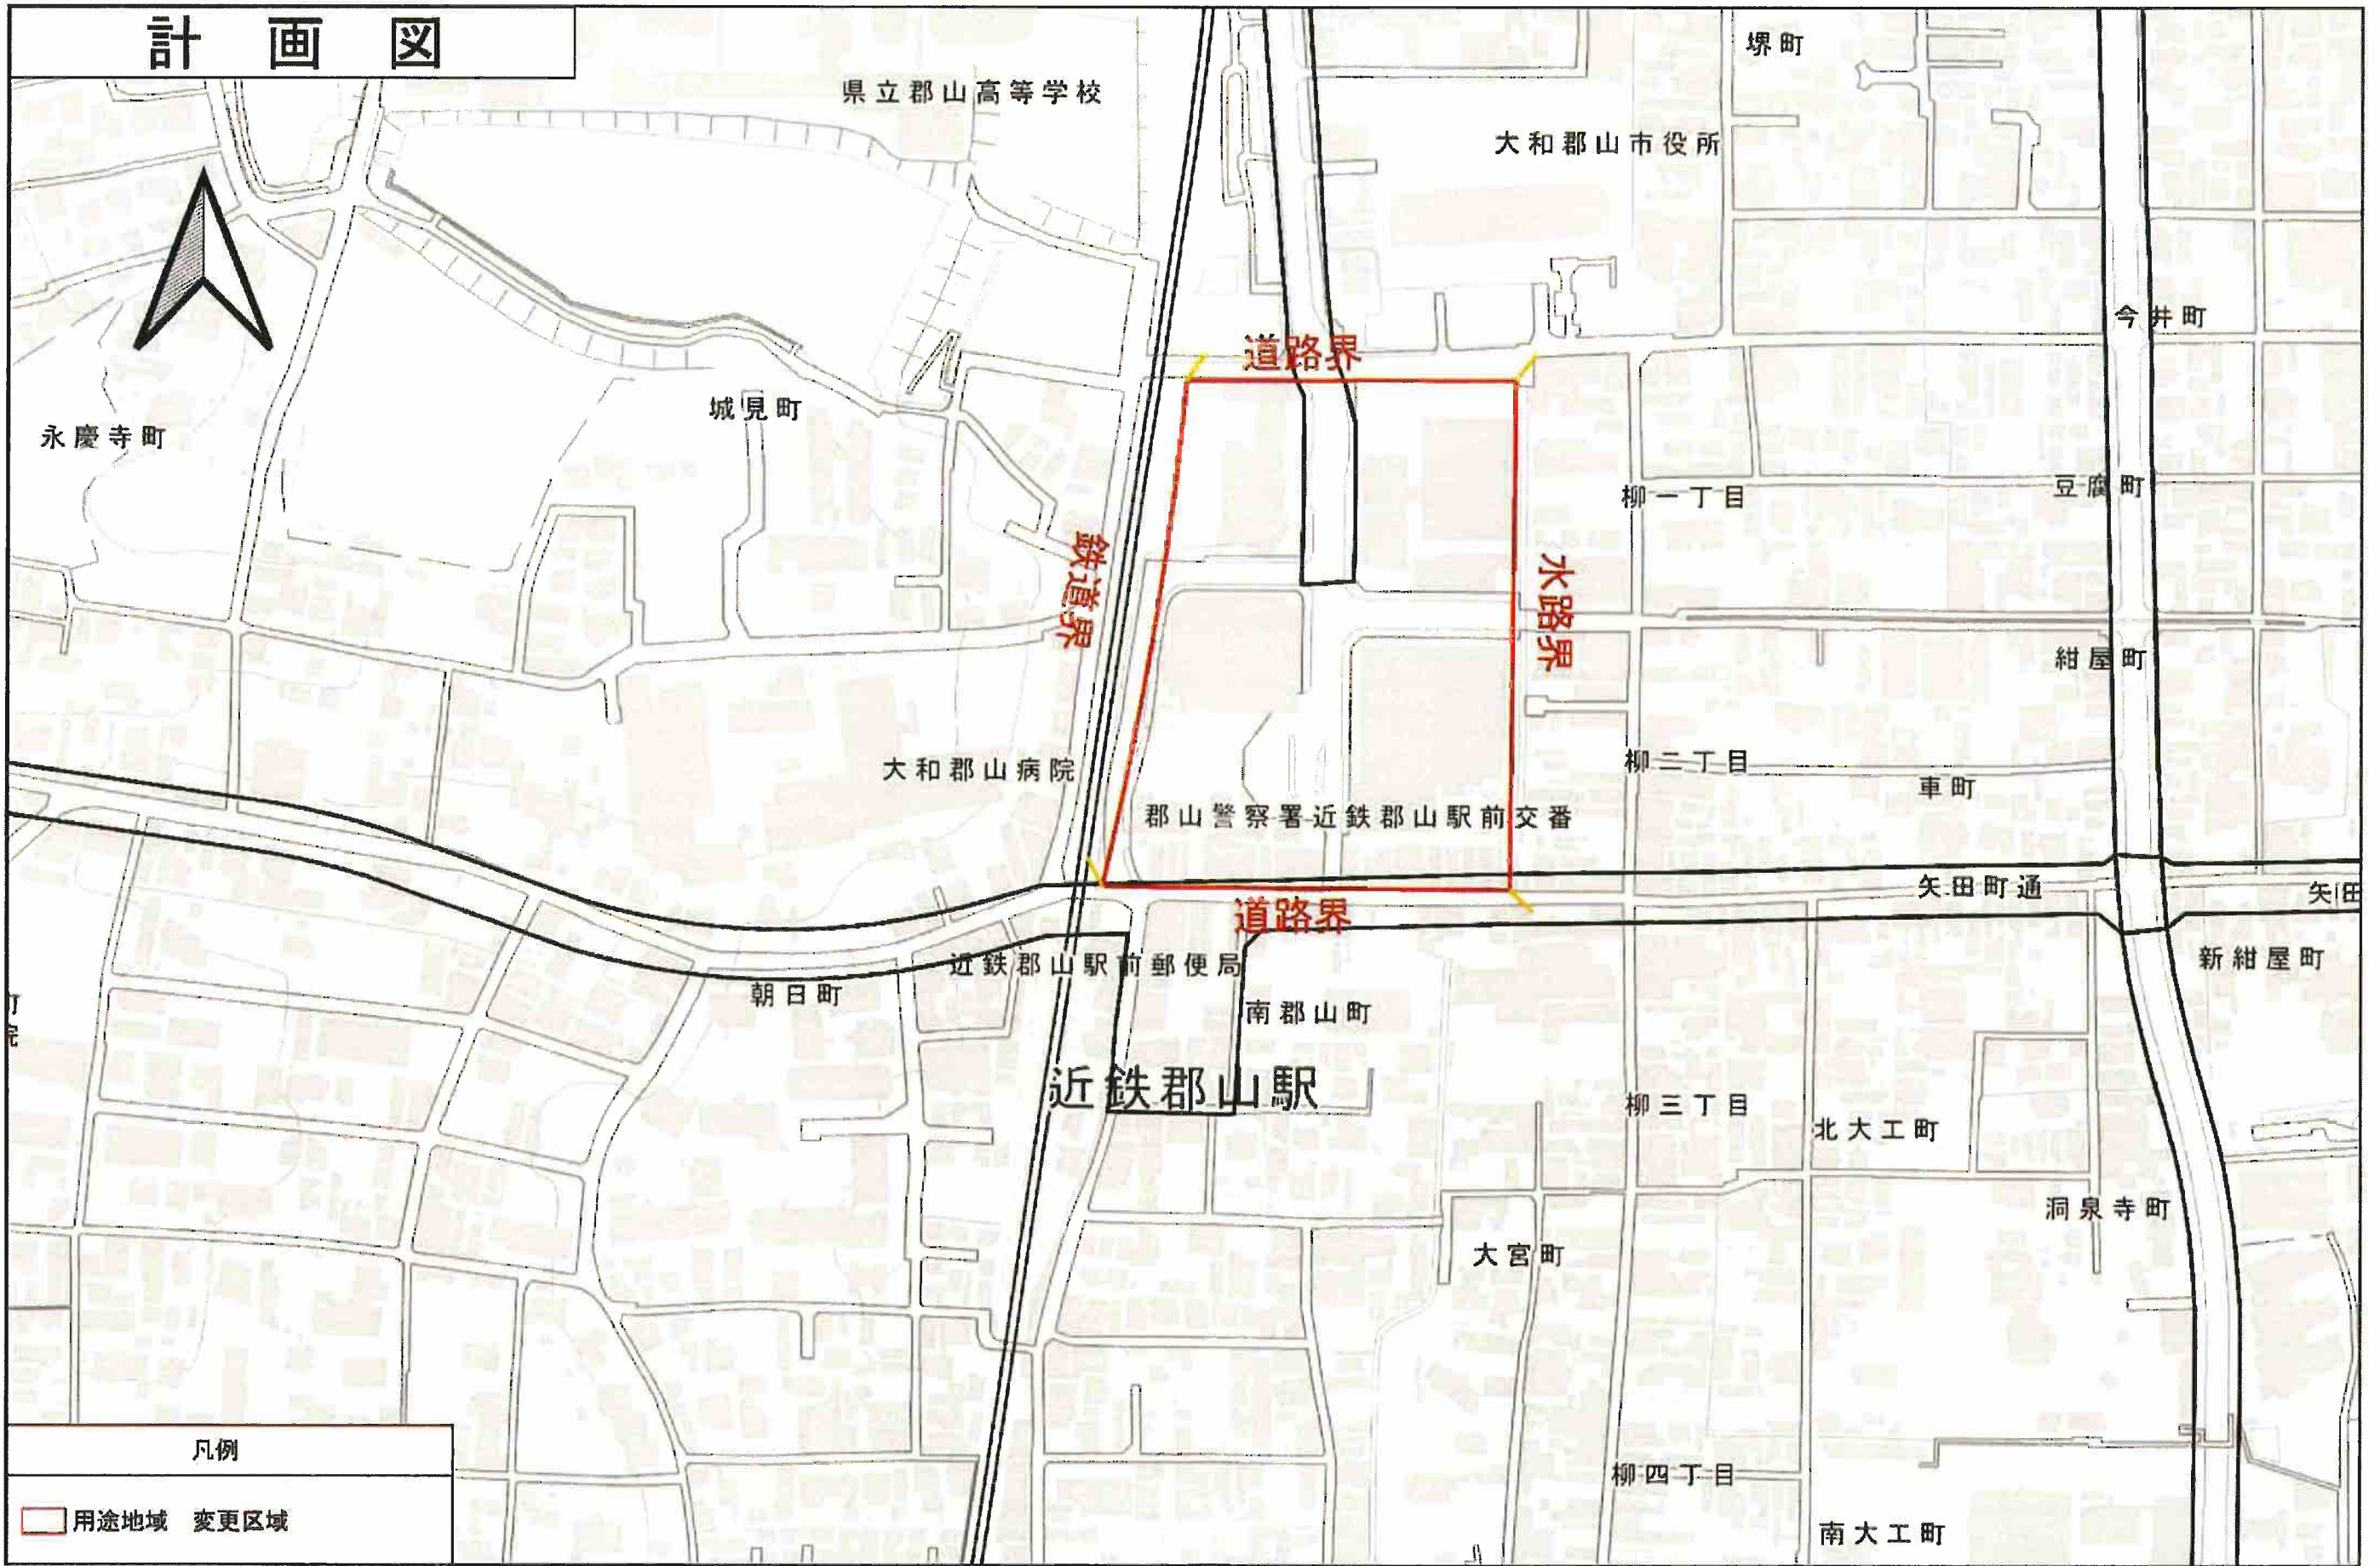 計画図
堺町
県立郡山高等学校
大和郡山市役所
今井町
道路界
城見町
永慶寺町
柳一丁目
豆腐町
鉄道界
水路界
紺屋町
大和郡山病院
柳二丁目
車町
郡山警察署近鉄郡山駅前交番
矢田町通
矢田
道路界
近鉄郡山駅前郵便局
新紺屋町
朝日町
南郡山町
町
院
近鉄郡山駅
柳三丁目
北大工町
洞泉寺町
大宮町
凡例
柳四丁目
用途地域 変更区域
南大工町